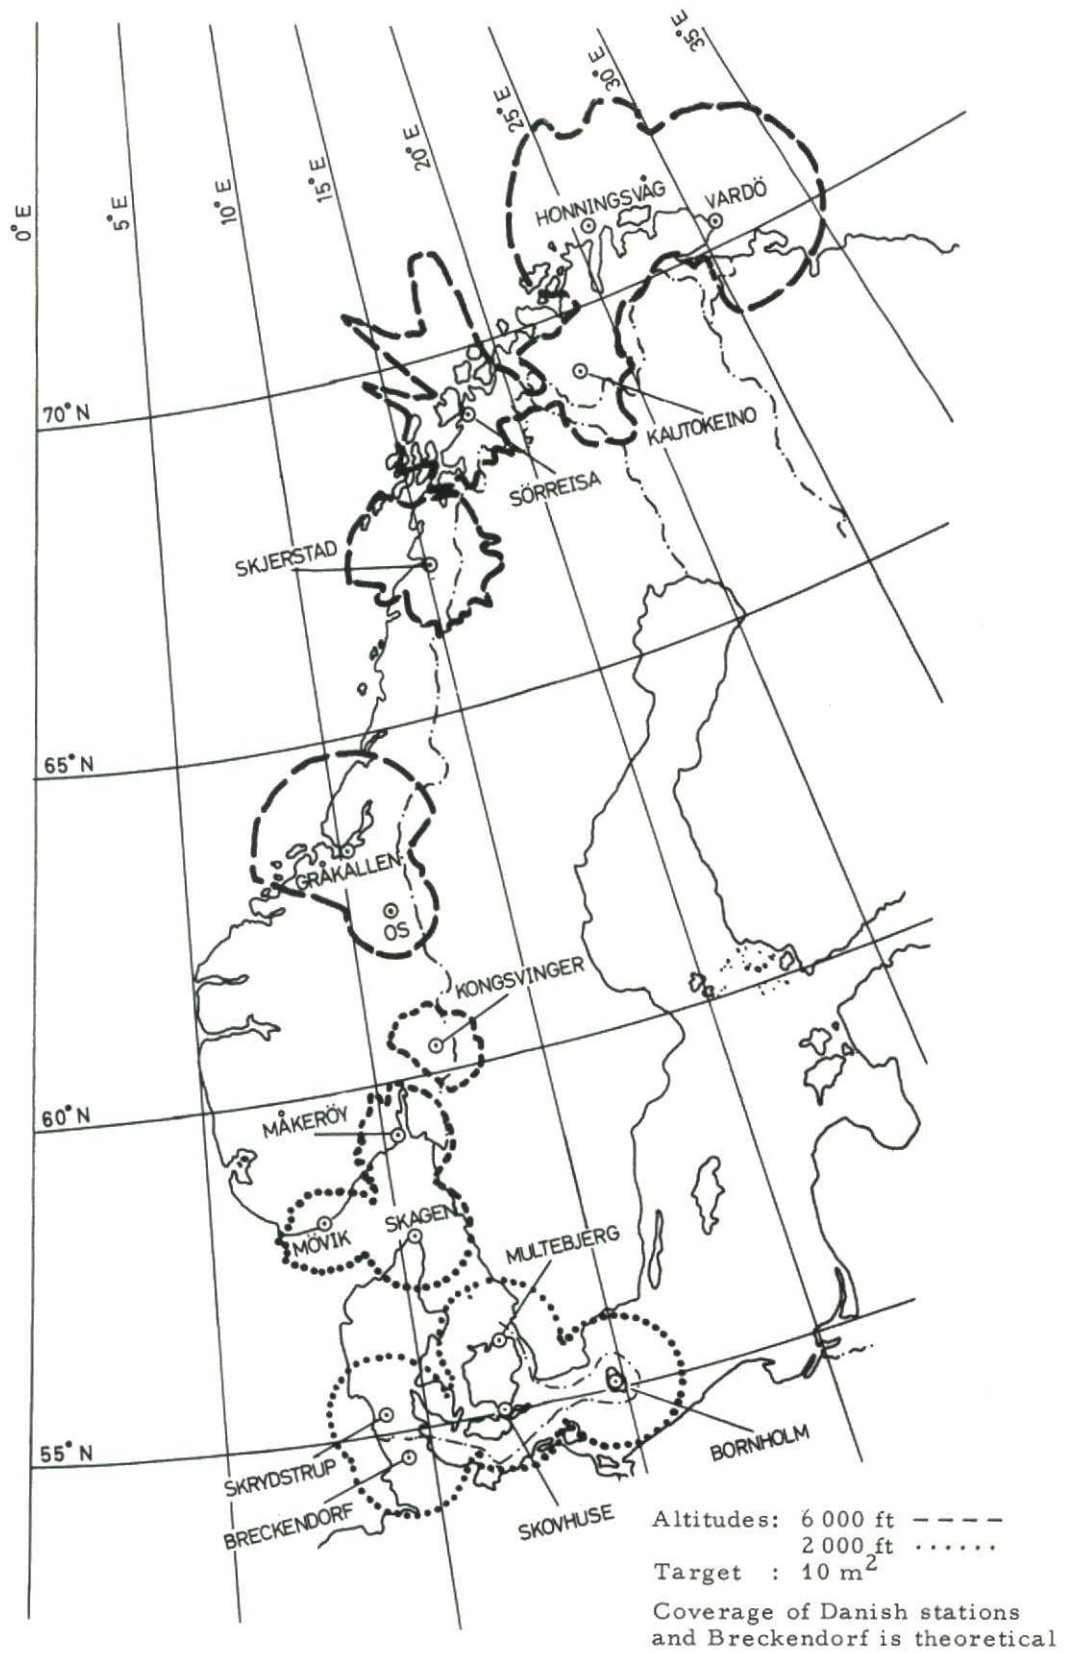 0°E
5°E
10°E
15°E
20°E
25°E
30°E
35°E
HONNINGSVÅG
VARDÖ
70°N
KAUTOKEINO
SÖRREISA
SKJERSTAD
65°N
GRÅKALLEN
OS
KONGSVINGER
60°N
MÅKERÖY
MÖVIK
SKAGEN
MULTEBJERG
55°N
SKRYDSTRUP
BORNHOLM
BRECKENDORF
SKOVHUSE
Altitudes: 6 000 ft
2 000 ft
Target : 10 m²
Coverage of Danish stations
and Breckendorf is theoretical